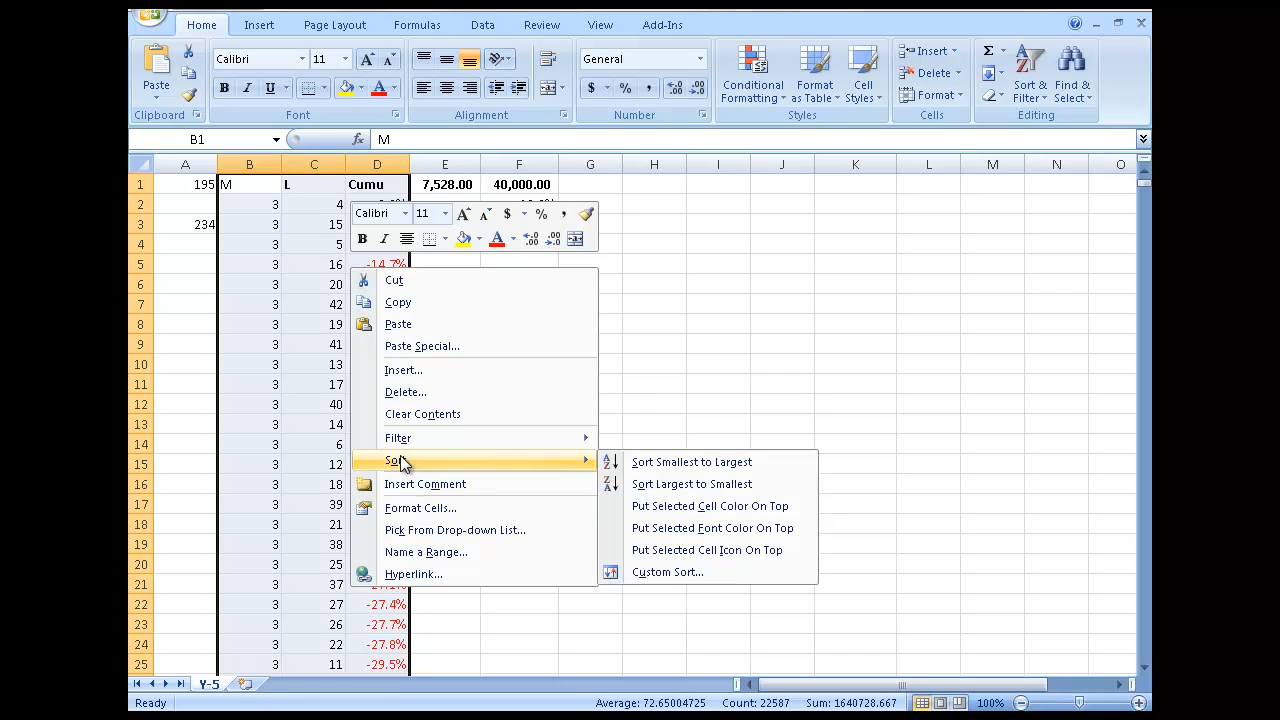 Home Insert Page Layout Formulas Data Review View Add-Ins
Calibri 11 General
Paste Conditional Formatting Format as Table Cell Styles Insert Delete Format Sort & Filter Find & Select
Clipboard Font Alignment Number Styles Cells Editing
B1 fx M
A B C D E F G H I J K L M N O
1 195 M L Cumu 7,528.00 40,000.00
2 3 4
3 234 3 15
4 3 5
5 3 16 -14.7%
6 3 20
7 3 42
8 3 19
9 3 41
10 3 13
11 3 17
12 3 40
13 3 14
14 3 6
15 3 12
16 3 18
17 3 39
18 3 21
19 3 38
20 3 25
21 3 37
22 3 27 -27.4%
23 3 26 -27.7%
24 3 22 -27.8%
25 3 11 -29.5%
Calibri 11 $ % ,
B I
Cut
Copy
Paste
Paste Special...
Insert...
Delete...
Clear Contents
Filter
Sort
Insert Comment
Format Cells...
Pick From Drop-down List...
Name a Range...
Hyperlink...
Sort Smallest to Largest
Sort Largest to Smallest
Put Selected Cell Color On Top
Put Selected Font Color On Top
Put Selected Cell Icon On Top
Custom Sort...
Y-5
Ready Average: 72.65004725 Count: 22587 Sum: 1640728.667 100%